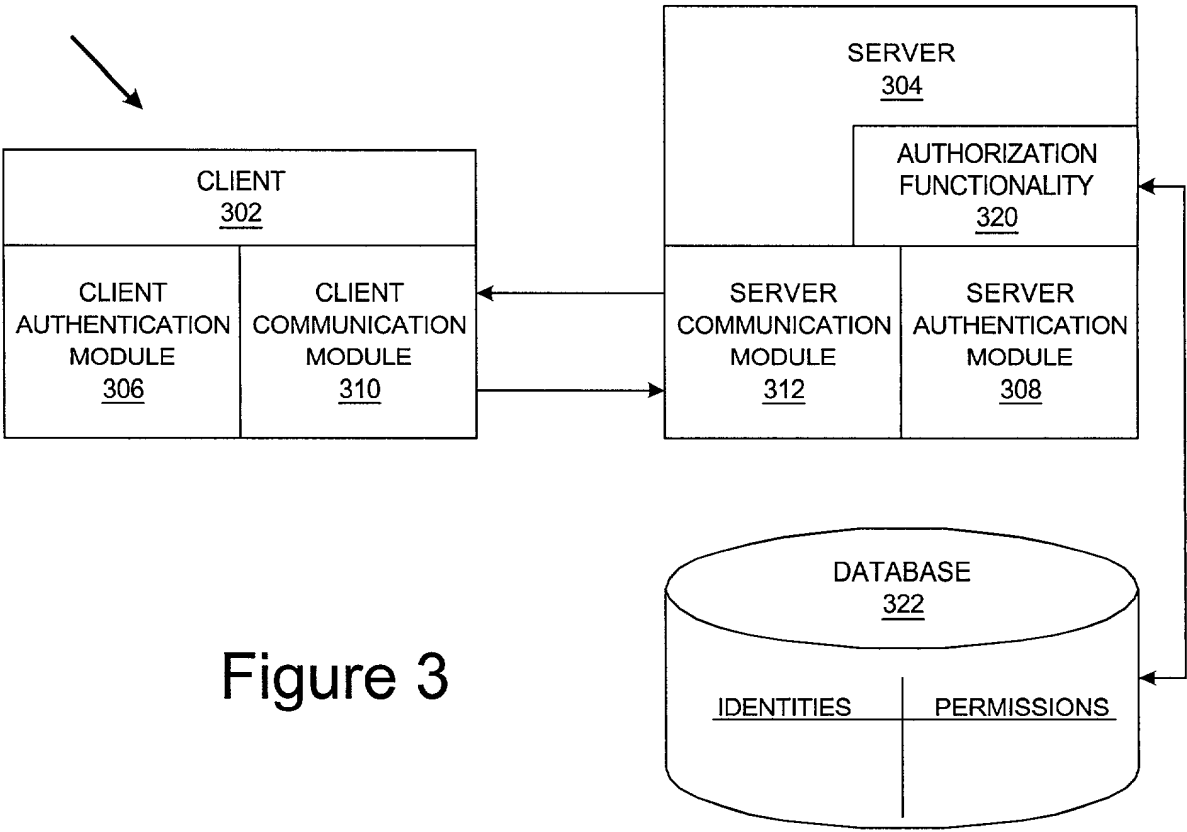 SERVER
304
AUTHORIZATION
FUNCTIONALITY
320
CLIENT
302
CLIENT
AUTHENTICATION
MODULE
306
CLIENT
COMMUNICATION
MODULE
310
SERVER
COMMUNICATION
MODULE
312
SERVER
AUTHENTICATION
MODULE
308
DATABASE
322
IDENTITIES
PERMISSIONS
Figure 3